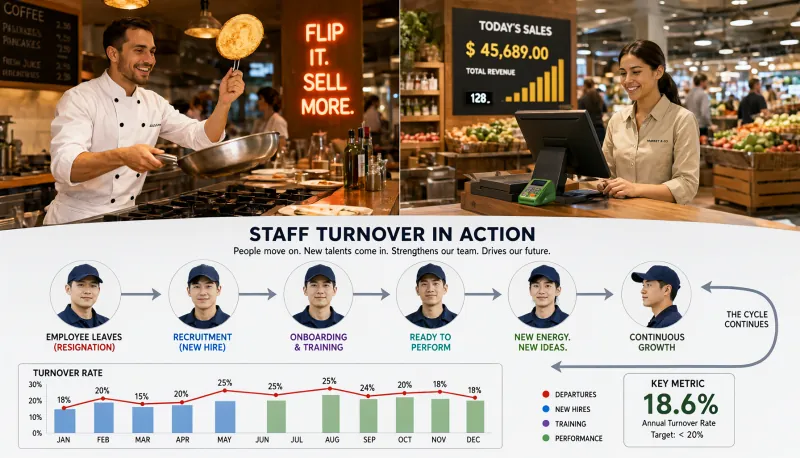 COFFEE
PANCAKES
FLIP
IT.
SELL
MORE.
TODAY'S SALES
$ 45,689.00
TOTAL REVENUE
128.
STAFF TURNOVER IN ACTION
People move on. New talents come in. Strengthens our team. Drives our future.
EMPLOYEE LEAVES
(RESIGNATION)
RECRUITMENT
(NEW HIRE)
ONBOARDING
& TRAINING
READY TO
PERFORM
NEW ENERGY.
NEW IDEAS.
CONTINUOUS
GROWTH
THE CYCLE
CONTINUES
TURNOVER RATE
30%
20%
10%
0%
18% 20% 15% 20% 25% 25% 25% 24% 20% 18% 18%
JAN FEB MAR APR MAY JUN JUL AUG SEP OCT NOV DEC
DEPARTURES
NEW HIRES
TRAINING
PERFORMANCE
KEY METRIC
18.6%
Annual Turnover Rate
Target: < 20%